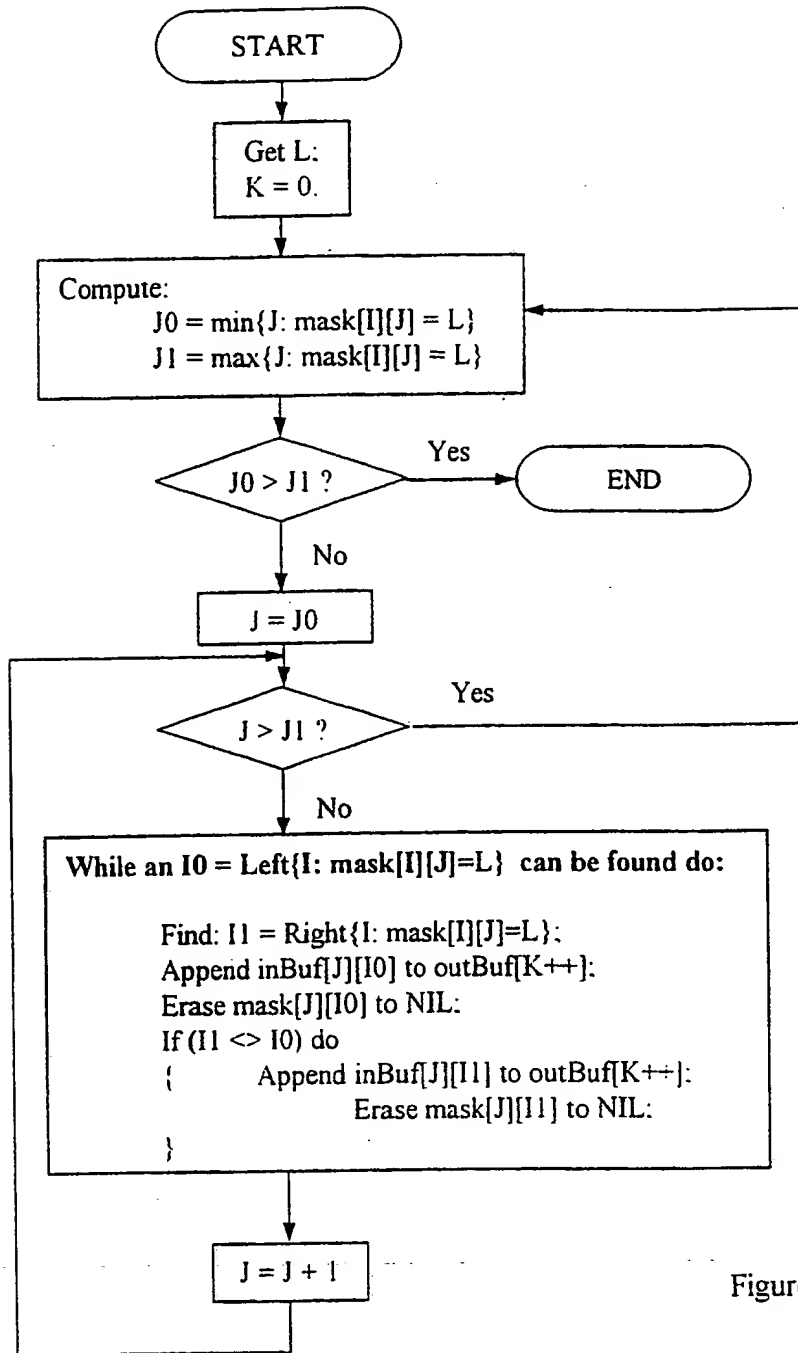 START
Get L:
K = 0.
Compute:
J0 = min{J: mask[I][J] = L}
J1 = max{J: mask[I][J] = L}
J0 > J1 ?
Yes
END
No
J = J0
J > J1 ?
Yes
No
While an I0 = Left{I: mask[I][J]=L} can be found do:
Find: I1 = Right{I: mask[I][J]=L};
Append inBuf[J][I0] to outBuf[K++];
Erase mask[J][I0] to NIL:
If (I1 <> I0) do
{ Append inBuf[J][I1] to outBuf[K++];
Erase mask[J][I1] to NIL:
}
J = J + 1
Figur